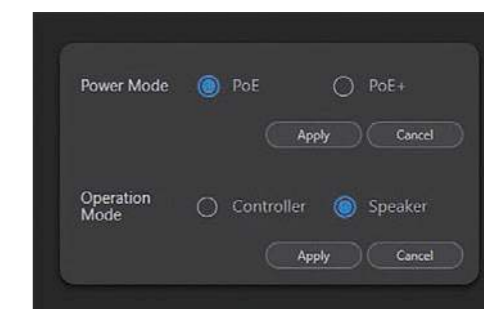 Power Mode PoE PoE+
Apply Cancel
Operation
Mode Controller Speaker
Apply Cancel